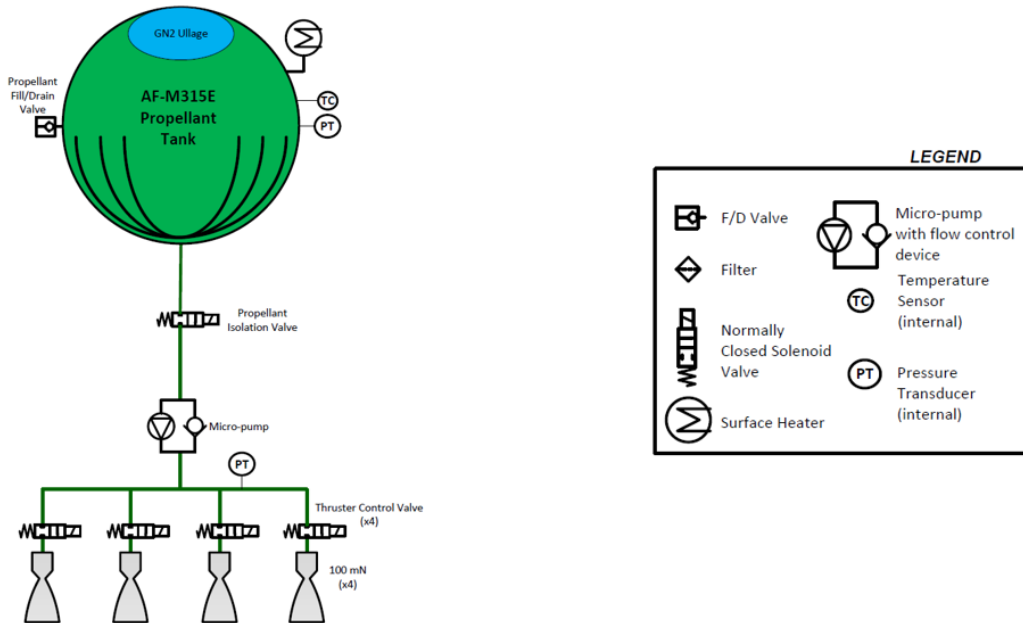 GN2 Ullage
Propellant
Fill/Drain
Valve
AF-M315E
Propellant
Tank
TC
PT
Propellant
Isolation Valve
Micro-pump
PT
Thruster Control Valve
(x4)
100 mN
(x4)
LEGEND
F/D Valve
Filter
Normally
Closed Solenoid
Valve
Surface Heater
Micro-pump
with flow control
device
TC
Temperature
Sensor
(internal)
PT
Pressure
Transducer
(internal)